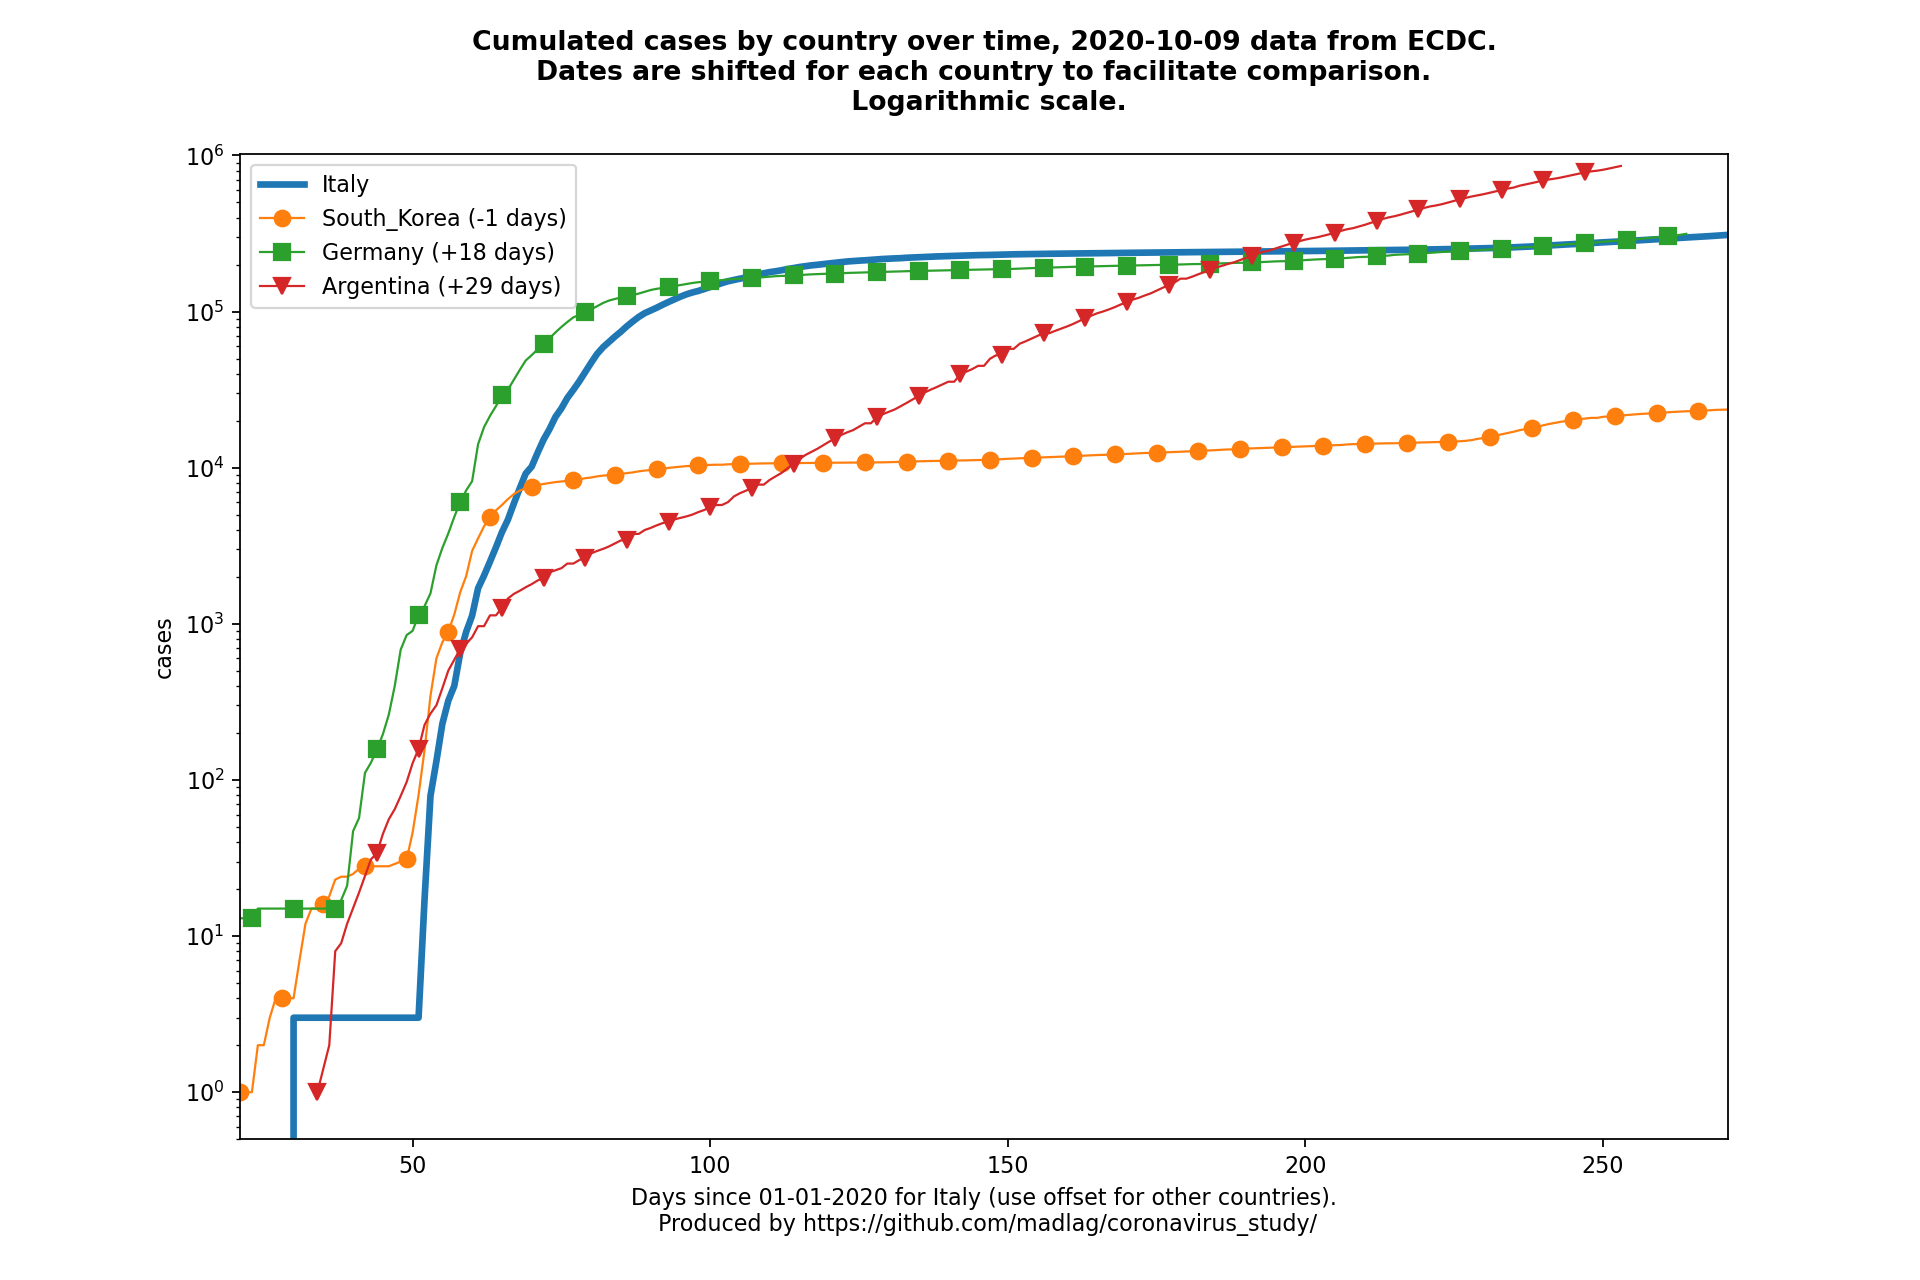 Cumulated cases by country over time, 2020-10-09 data from ECDC.
Dates are shifted for each country to facilitate comparison.
Logarithmic scale.
10^6
10^5
10^4
10^3
10^2
10^1
10^0
cases
Italy
South_Korea (-1 days)
Germany (+18 days)
Argentina (+29 days)
50 100 150 200 250
Days since 01-01-2020 for Italy (use offset for other countries).
Produced by https://github.com/madlag/coronavirus_study/